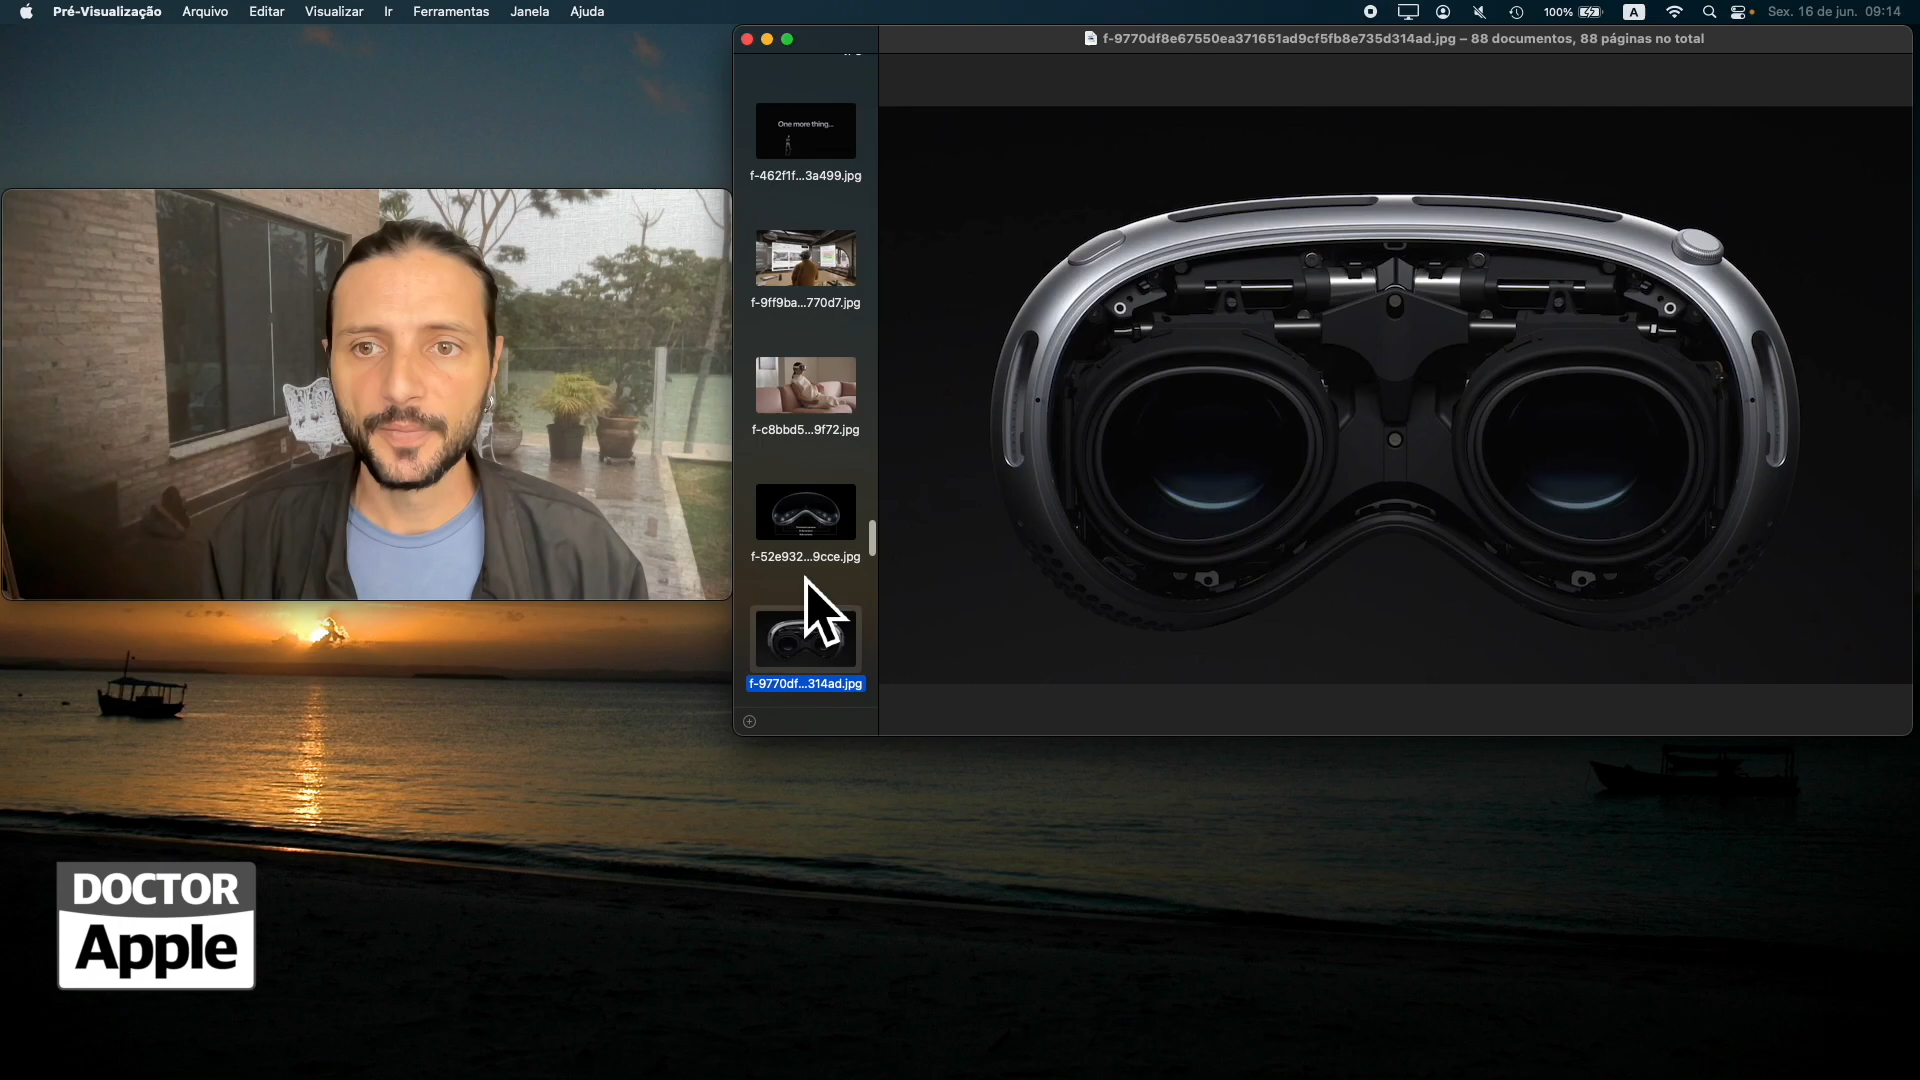 Pré-Visualização Arquivo Editar Visualizar Ir Ferramentas Janela Ajuda
100% A Sex. 16 de jun. 09:14
f-9770df8e67550ea371651ad9cf5fb8e735d314ad.jpg – 88 documentos, 88 páginas no total
One more thing...
f-462f1f...3a499.jpg
f-9ff9ba...770d7.jpg
f-c8bbd5...9f72.jpg
f-52e932...9cce.jpg
f-9770df...314ad.jpg
DOCTOR
Apple